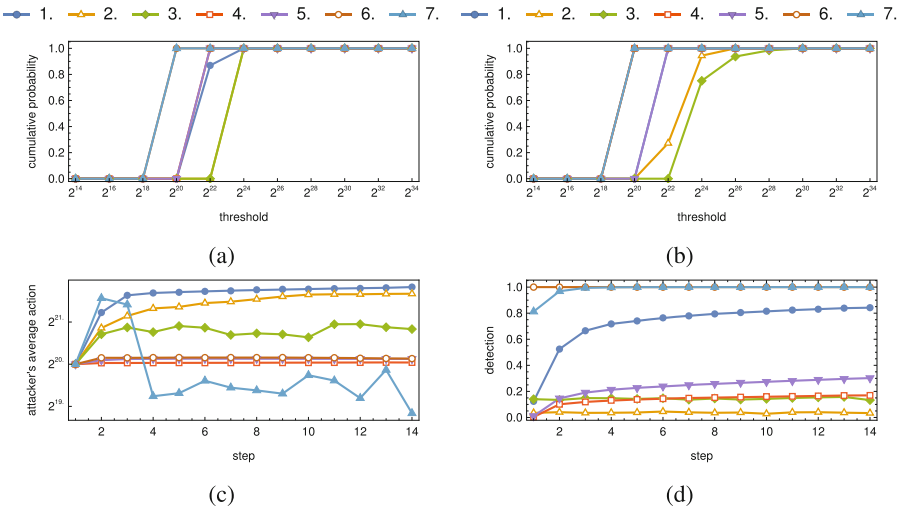 1. 2. 3. 4. 5. 6. 7. 1. 2. 3. 4. 5. 6. 7.
cumulative probability
1.0
0.8
0.6
0.4
0.2
0.0
2^14 2^16 2^18 2^20 2^22 2^24 2^26 2^28 2^30 2^32 2^34
threshold
(a)
cumulative probability
1.0
0.8
0.6
0.4
0.2
0.0
2^14 2^16 2^18 2^20 2^22 2^24 2^26 2^28 2^30 2^32 2^34
threshold
(b)
attacker's average action
2^21.
2^20.
2^19.
2 4 6 8 10 12 14
step
(c)
detection
1.0
0.8
0.6
0.4
0.2
0.0
2 4 6 8 10 12 14
step
(d)